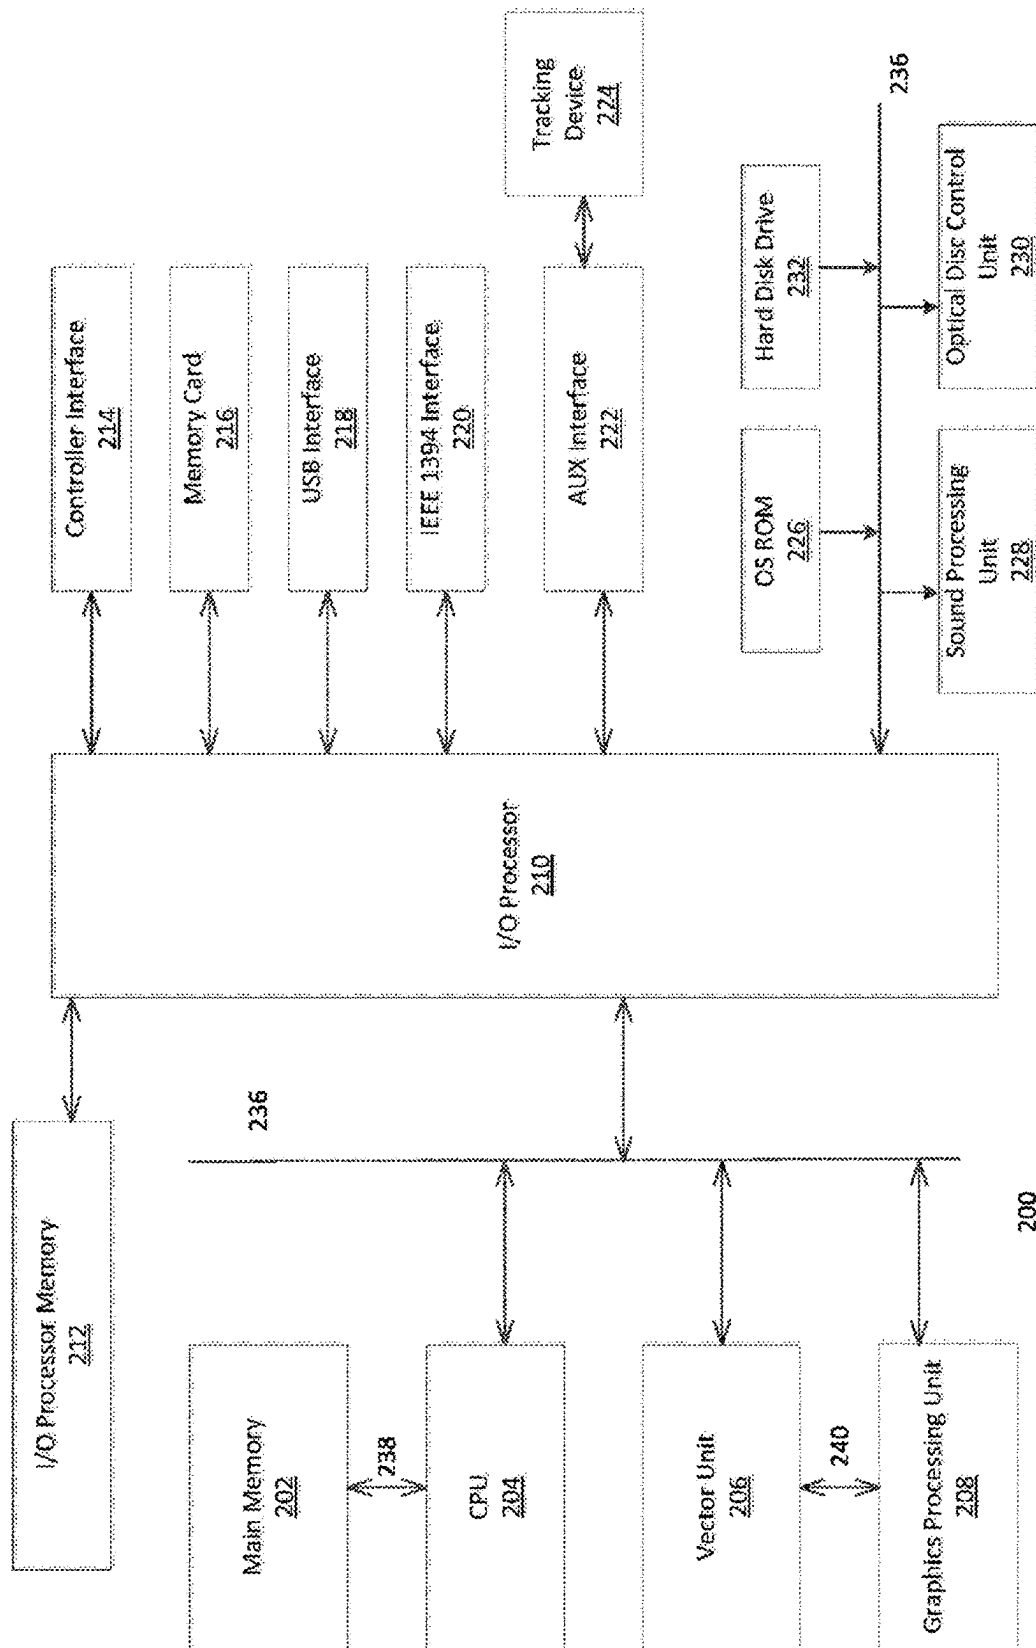 I/O Processor Memory
212
Main Memory
202
238
CPU
204
Vector Unit
206
240
Graphics Processing Unit
208
236
200
I/O Processor
210
Controller Interface
214
Memory Card
216
USB Interface
218
IEEE 1394 Interface
220
AUX Interface
222
Tracking
Device
224
OS ROM
226
Hard Disk Drive
232
236
Sound Processing
Unit
228
Optical Disc Control
Unit
230